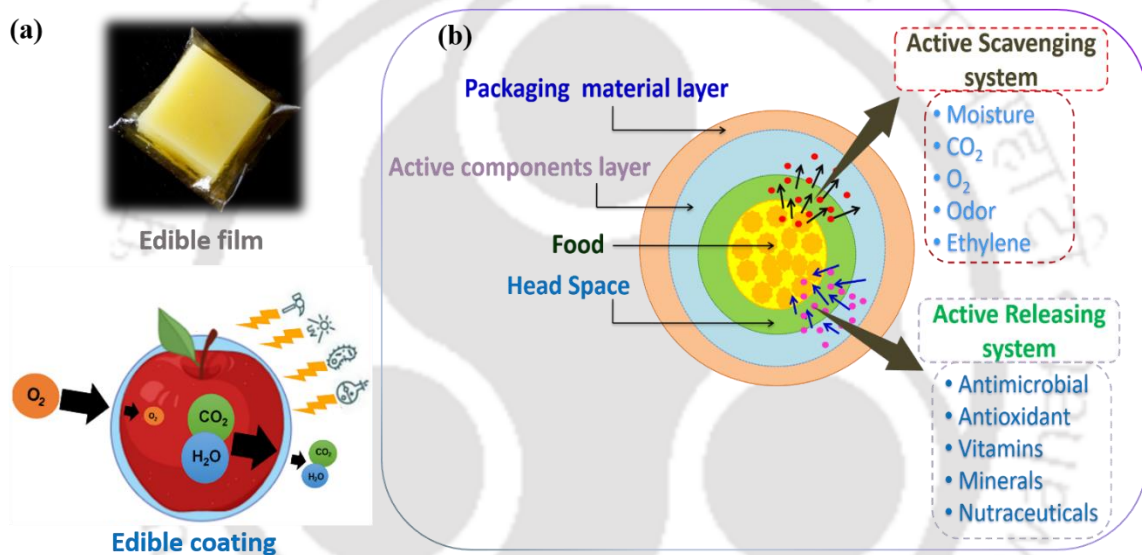 (a)
Edible film
O₂
O₂
CO₂
H₂O
CO₂
H₂O
Edible coating
(b)
Packaging material layer
Active components layer
Food
Head Space
Active Scavenging
system
• Moisture
• CO₂
• O₂
• Odor
• Ethylene
Active Releasing
system
• Antimicrobial
• Antioxidant
• Vitamins
• Minerals
• Nutraceuticals